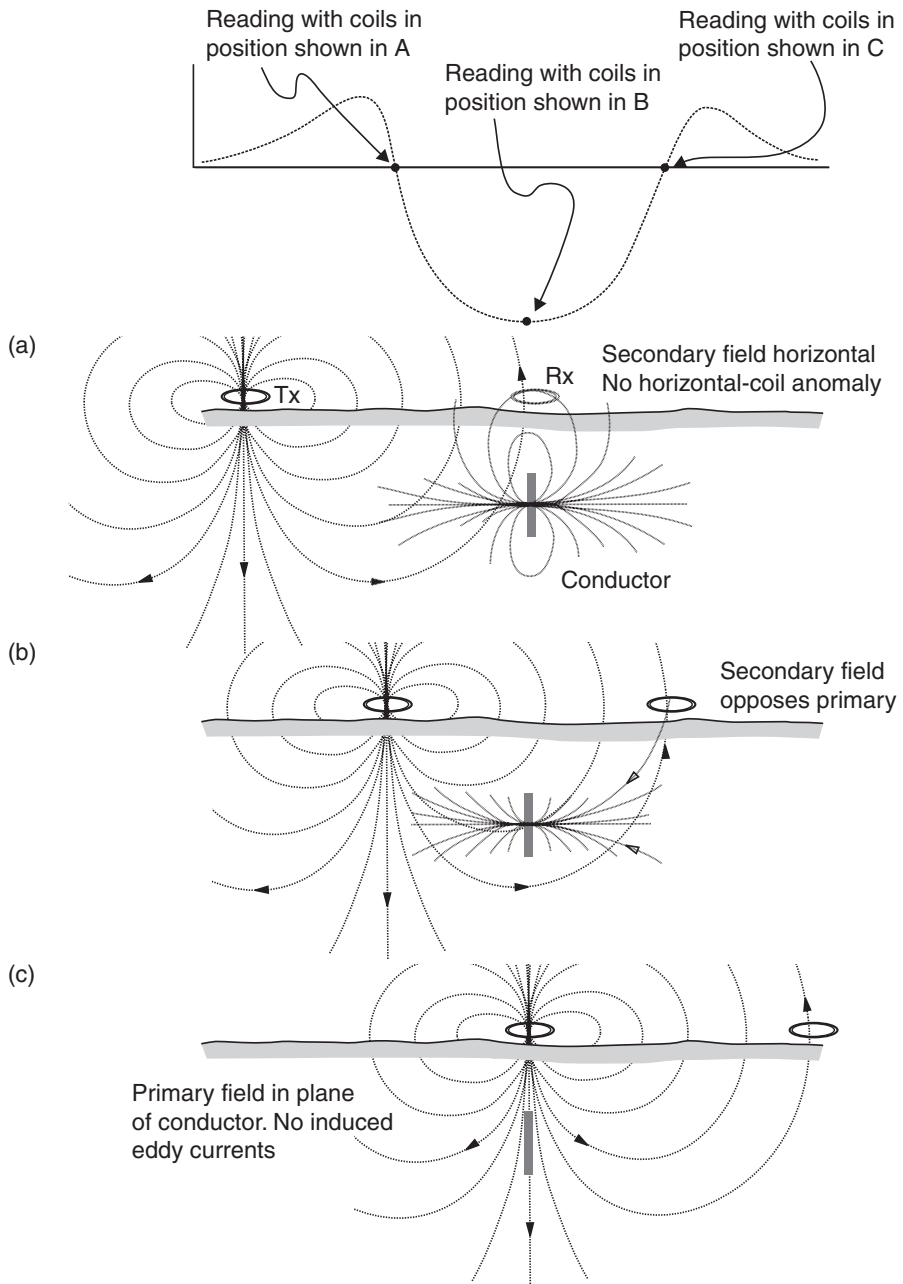 Reading with coils in
position shown in A
Reading with coils in
position shown in B
Reading with coils in
position shown in C
(a)
Tx
Rx
Secondary field horizontal
No horizontal-coil anomaly
Conductor
(b)
Secondary field
opposes primary
(c)
Primary field in plane
of conductor. No induced
eddy currents